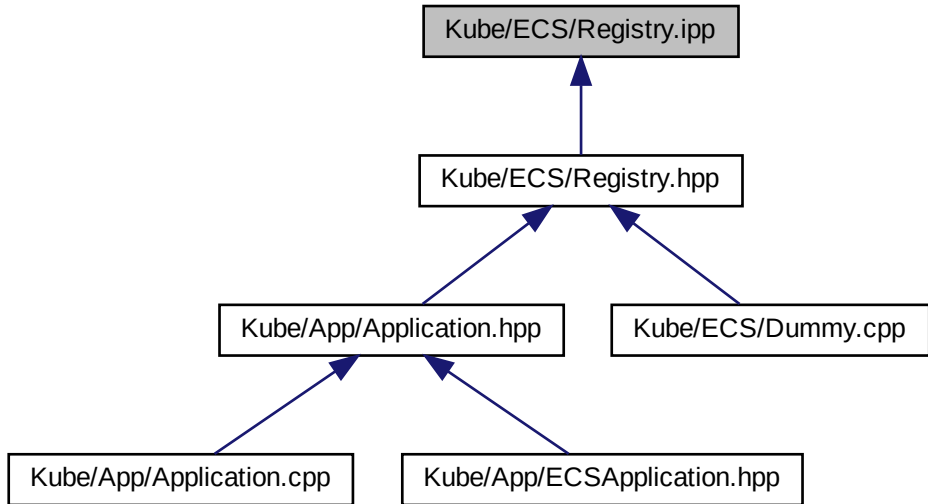 Kube/ECS/Registry.ipp
Kube/ECS/Registry.hpp
Kube/App/Application.hpp
Kube/ECS/Dummy.cpp
Kube/App/Application.cpp
Kube/App/ECSApplication.hpp